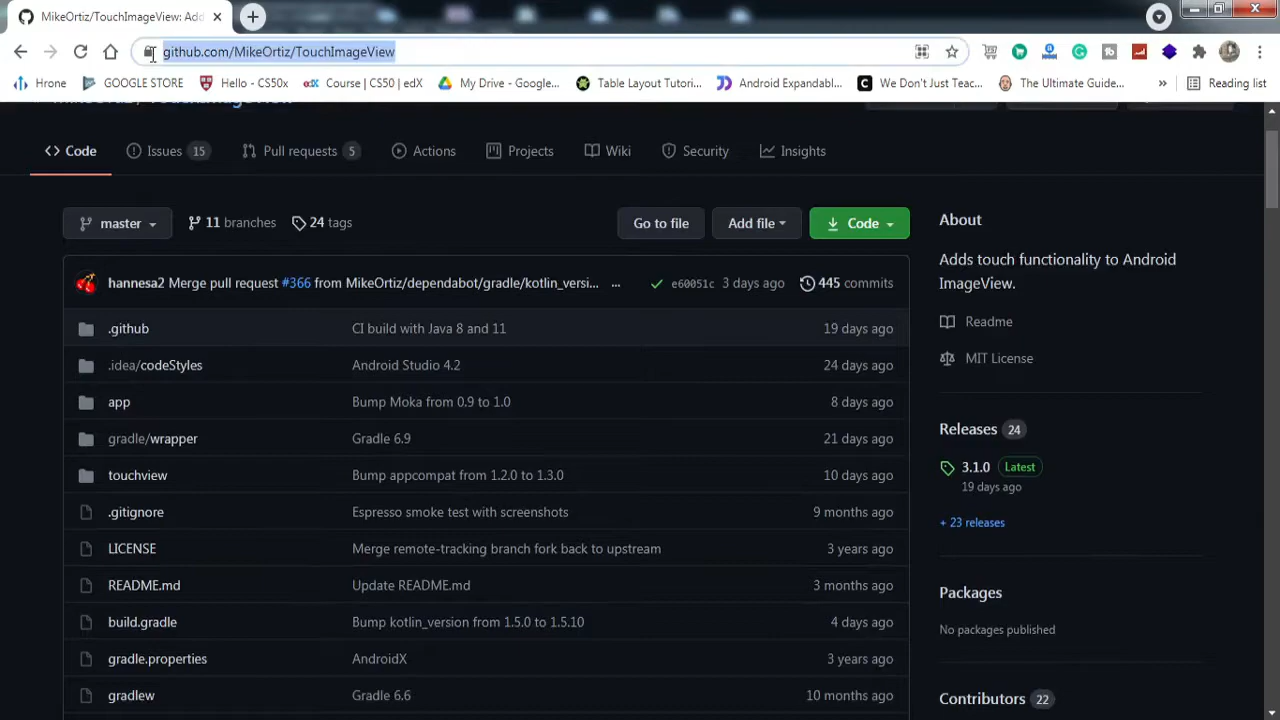 MikeOrtiz/TouchImageView: Add
github.com/MikeOrtiz/TouchImageView
Hrone
GOOGLE STORE
Hello - CS50x
edX Course | CS50 | edX
My Drive - Google...
Table Layout Tutori...
Android Expandabl...
We Don't Just Teac...
The Ultimate Guide...
»
Reading list
<> Code
Issues 15
Pull requests 5
Actions
Projects
Wiki
Security
Insights
master
11 branches
24 tags
Go to file
Add file
Code
hannesa2 Merge pull request #366 from MikeOrtiz/dependabot/gradle/kotlin_versi... ... e60051c 3 days ago 445 commits
.github CI build with Java 8 and 11 19 days ago
.idea/codeStyles Android Studio 4.2 24 days ago
app Bump Moka from 0.9 to 1.0 8 days ago
gradle/wrapper Gradle 6.9 21 days ago
touchview Bump appcompat from 1.2.0 to 1.3.0 10 days ago
.gitignore Espresso smoke test with screenshots 9 months ago
LICENSE Merge remote-tracking branch fork back to upstream 3 years ago
README.md Update README.md 3 months ago
build.gradle Bump kotlin_version from 1.5.0 to 1.5.10 4 days ago
gradle.properties AndroidX 3 years ago
gradlew Gradle 6.6 10 months ago
About
Adds touch functionality to Android
ImageView.
Readme
MIT License
Releases 24
3.1.0 Latest
19 days ago
+ 23 releases
Packages
No packages published
Contributors 22